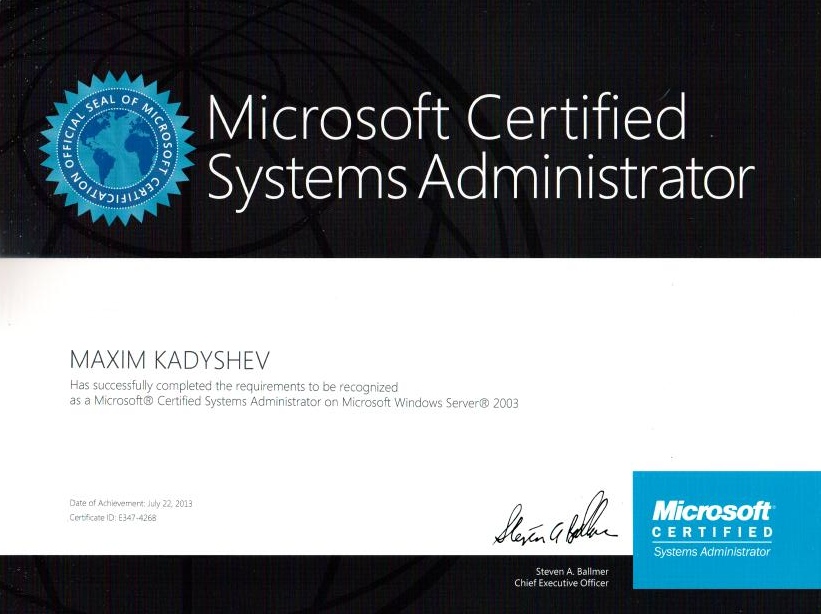 OFFICIAL SEAL OF MICROSOFT CERTIFICATION
Microsoft Certified
Systems Administrator
MAXIM KADYSHEV
Has successfully completed the requirements to be recognized
as a Microsoft® Certified Systems Administrator on Microsoft Windows Server® 2003
Date of Achievement: July 22, 2013
Certificate ID: E347-4268
Steven A Ballmer
Steven A. Ballmer
Chief Executive Officer
Microsoft®
CERTIFIED
Systems Administrator